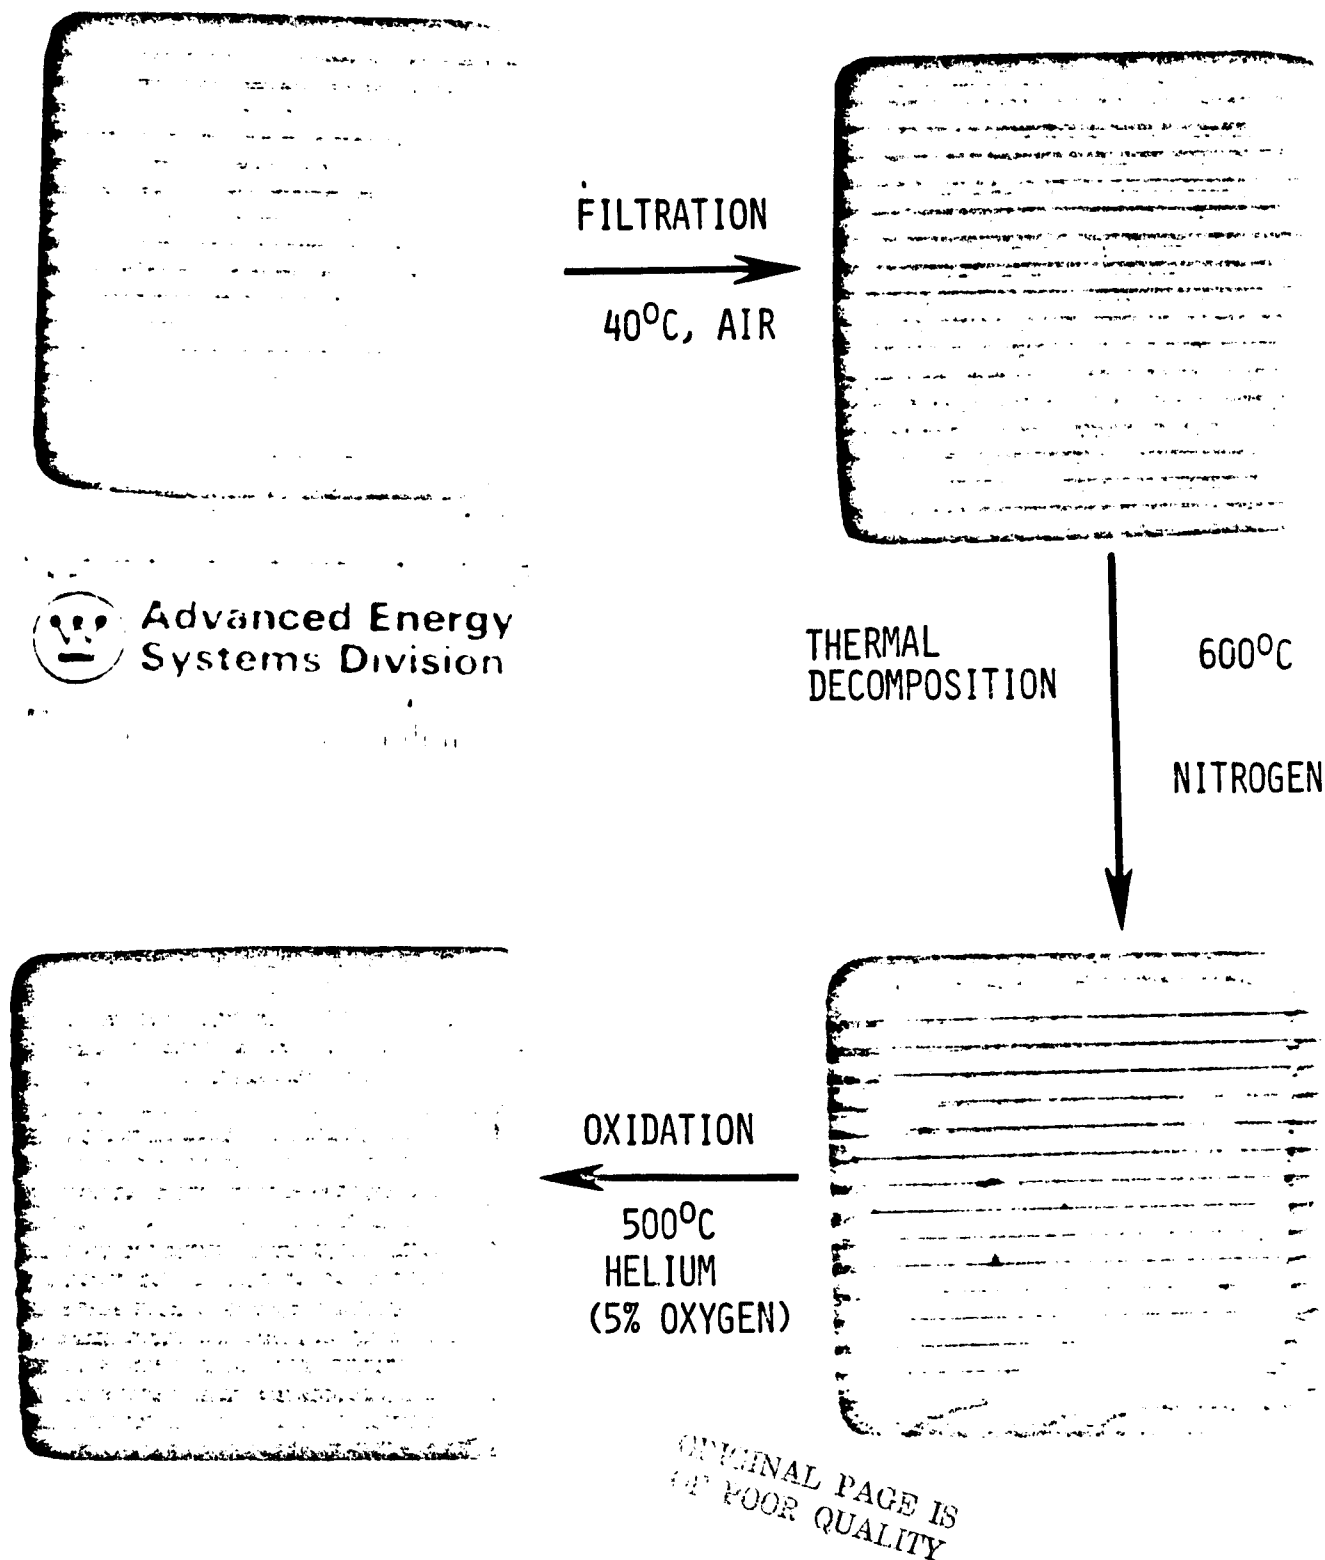 FILTRATION
40°C, AIR
Advanced Energy
Systems Division
THERMAL
DECOMPOSITION
600°C
NITROGEN
OXIDATION
500°C
HELIUM
(5% OXYGEN)
ORIGINAL PAGE IS
OF POOR QUALITY